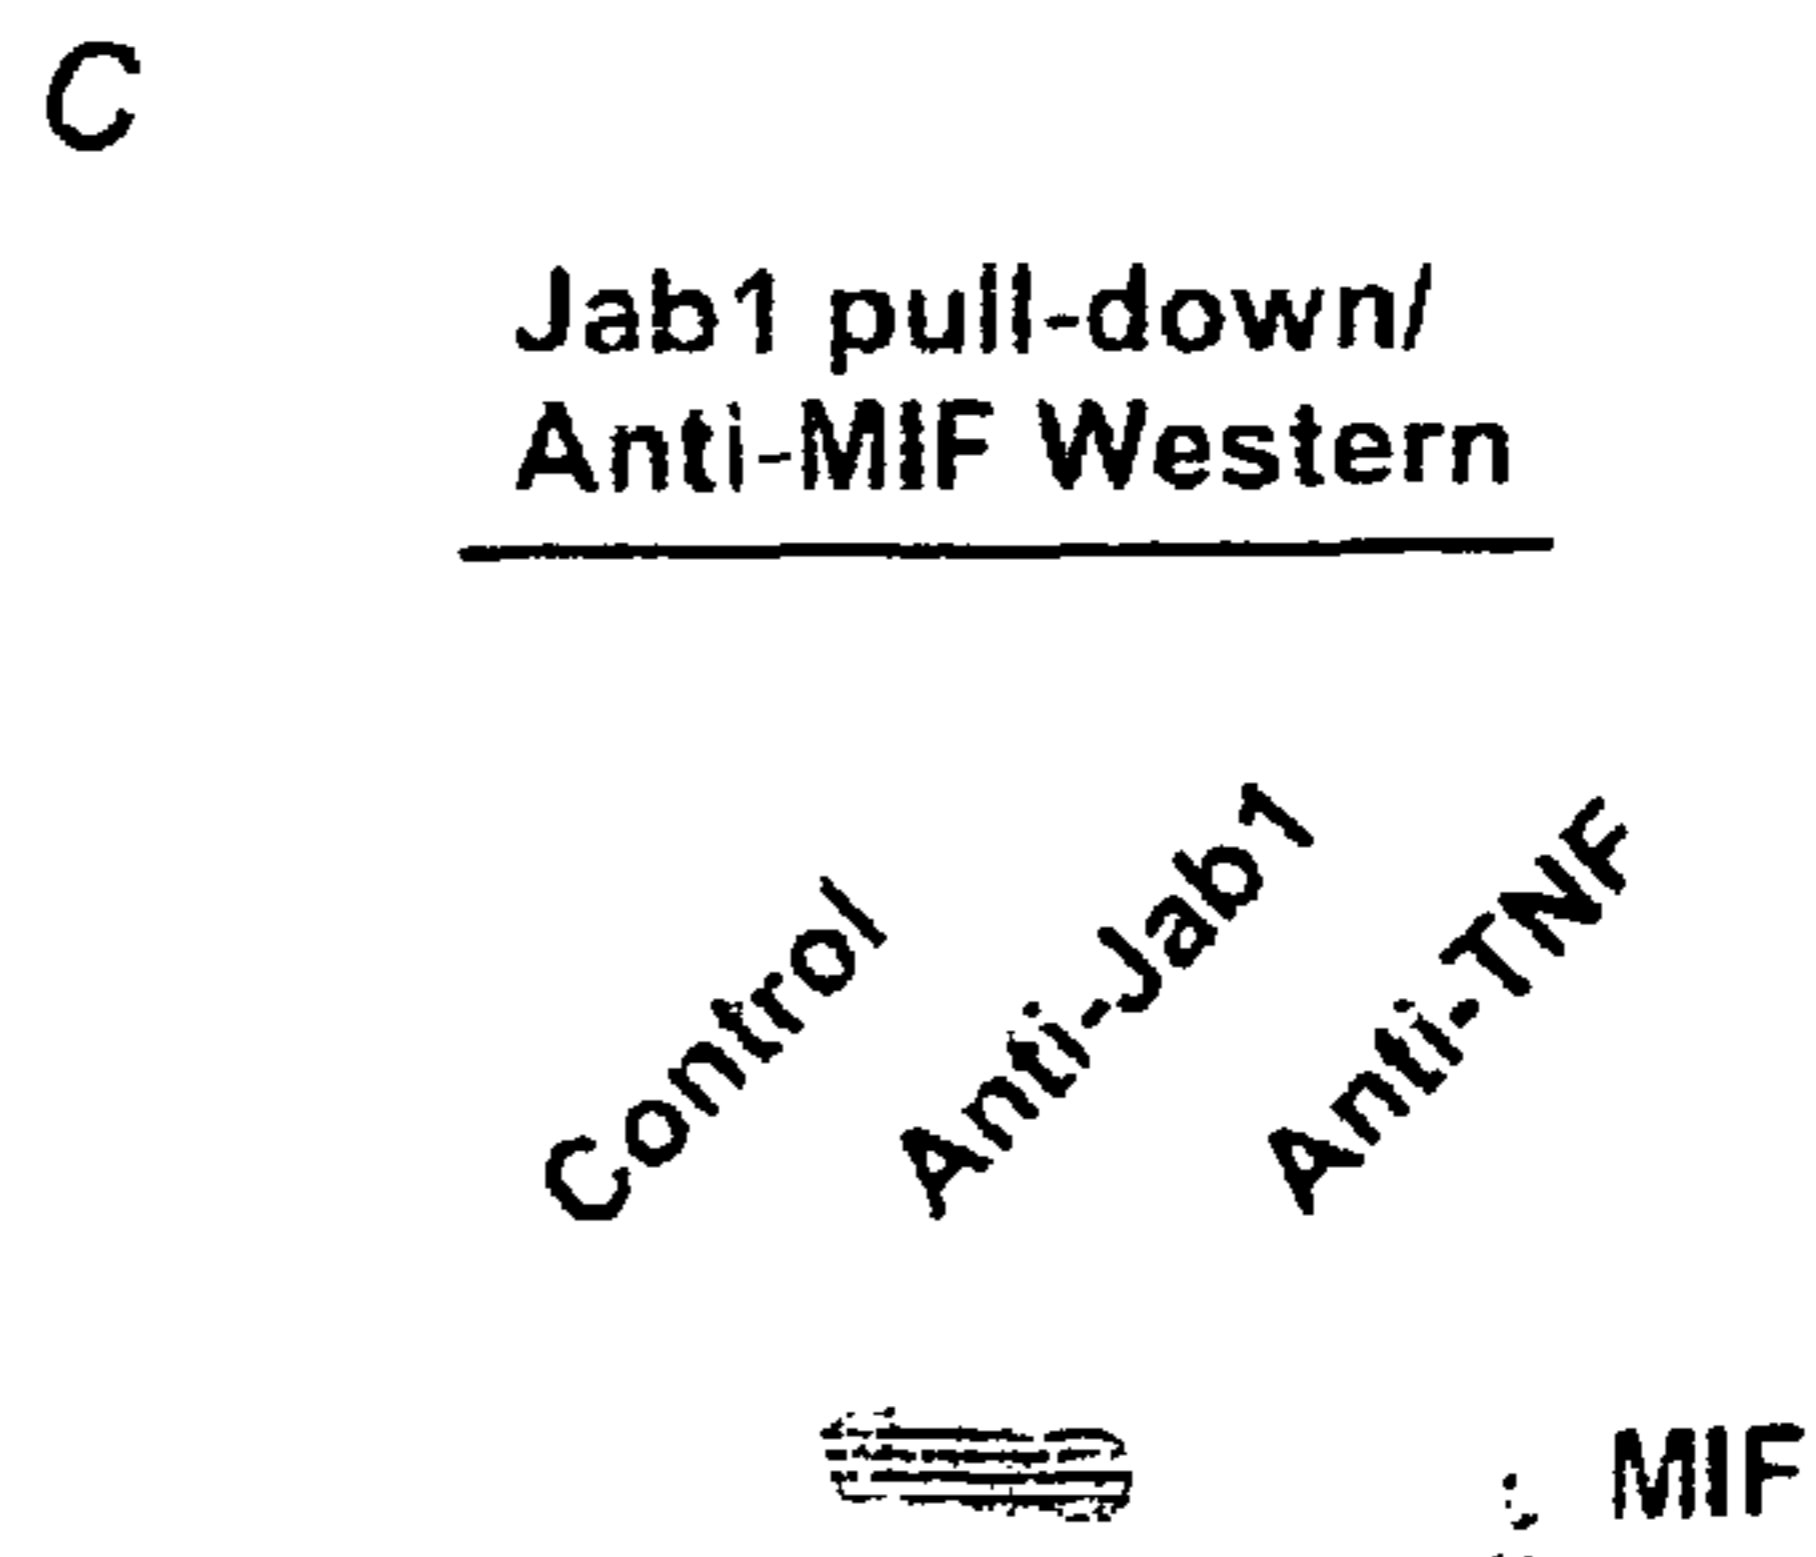 C
Jab1 pull-down/
Anti-MIF Western
Control
Anti-Jab1
Anti-TNF
MIF